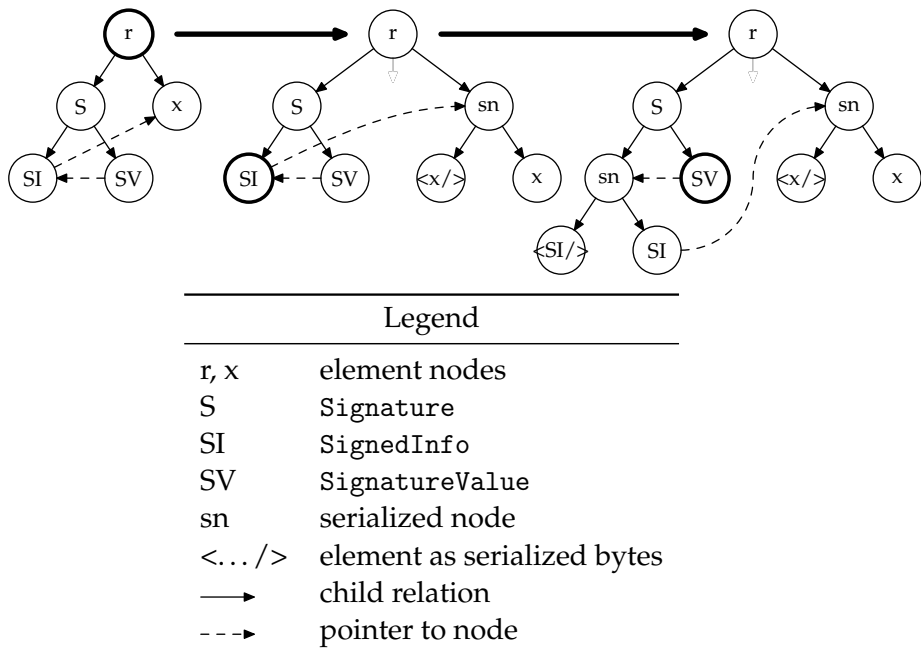 r r r
S x S sn S sn
SI SV SI SV <x/> x sn SV <x/> x
<SI/> SI
Legend
r, x element nodes
S Signature
SI SignedInfo
SV SignatureValue
sn serialized node
<.../> element as serialized bytes
child relation
pointer to node